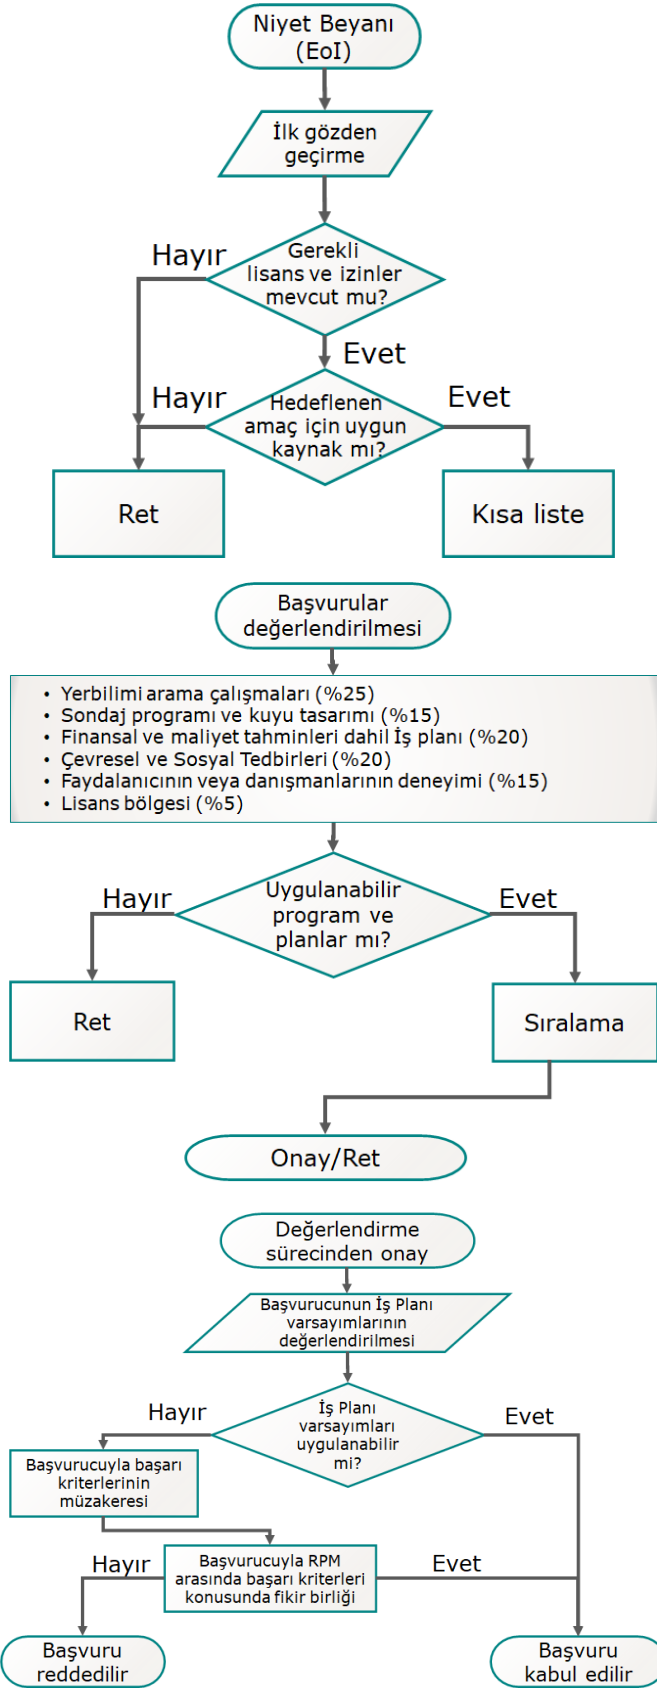 Niyet Beyanı
(EoI)
İlk gözden
geçirme
Hayır
Gerekli
lisans ve izinler
mevcut mu?
Evet
Hayır
Hedeflenen
amaç için uygun
kaynak mı?
Evet
Ret
Kısa liste
Başvurular
değerlendirilmesi
• Yerbilimi arama çalışmaları (%25)
• Sondaj programı ve kuyu tasarımı (%15)
• Finansal ve maliyet tahminleri dahil İş planı (%20)
• Çevresel ve Sosyal Tedbirleri (%20)
• Faydalanıcının veya danışmanlarının deneyimi (%15)
• Lisans bölgesi (%5)
Hayır
Uygulanabilir
program ve
planlar mı?
Evet
Ret
Sıralama
Onay/Ret
Değerlendirme
sürecinden onay
Başvurucunun İş Planı
varsayımlarının
değerlendirilmesi
Hayır
İş Planı
varsayımları
uygulanabilir
mi?
Evet
Başvurucuyla başarı
kriterlerinin
müzakeresi
Hayır
Başvurucuyla RPM
arasında başarı kriterleri
konusunda fikir birliği
Evet
Başvuru
reddedilir
Başvuru
kabul edilir